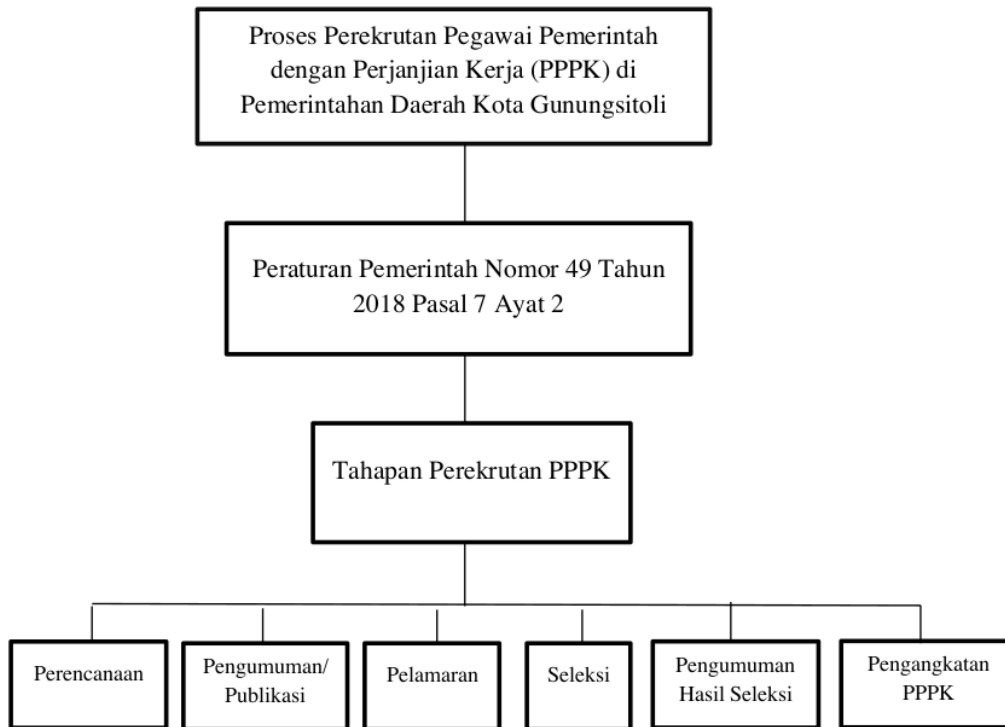 Proses Perekrutan Pegawai Pemerintah
dengan Perjanjian Kerja (PPPK) di
Pemerintahan Daerah Kota Gunungsitoli
Peraturan Pemerintah Nomor 49 Tahun
2018 Pasal 7 Ayat 2
Tahapan Perekrutan PPPK
Perencanaan
Pengumuman/
Publikasi
Pelamaran
Seleksi
Pengumuman
Hasil Seleksi
Pengangkatan
PPPK